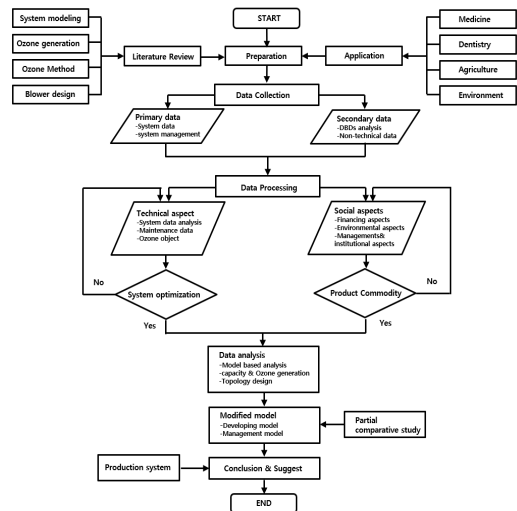 START
System modeling
Ozone generation
Ozone Method
Blower design
Literature Review
Preparation
Application
Medicine
Dentistry
Agriculture
Environment
Data Collection
Primary data
-System data
-system management
Secondary data
-DBDs analysis
-Non-technical data
Data Processing
Technical aspect
-System data analysis
-Maintenance data
-Ozone object
Social aspects
-Financing aspects
-Environmental aspects
-Managements&
institutional aspects
No
System optimization
Yes
Product Commodity
No
Yes
Data analysis
-Model based analysis
-capacity & Ozone generation
-Topology design
Modified model
-Developing model
-Management model
Partial
comparative study
Production system
Conclusion & Suggest
END